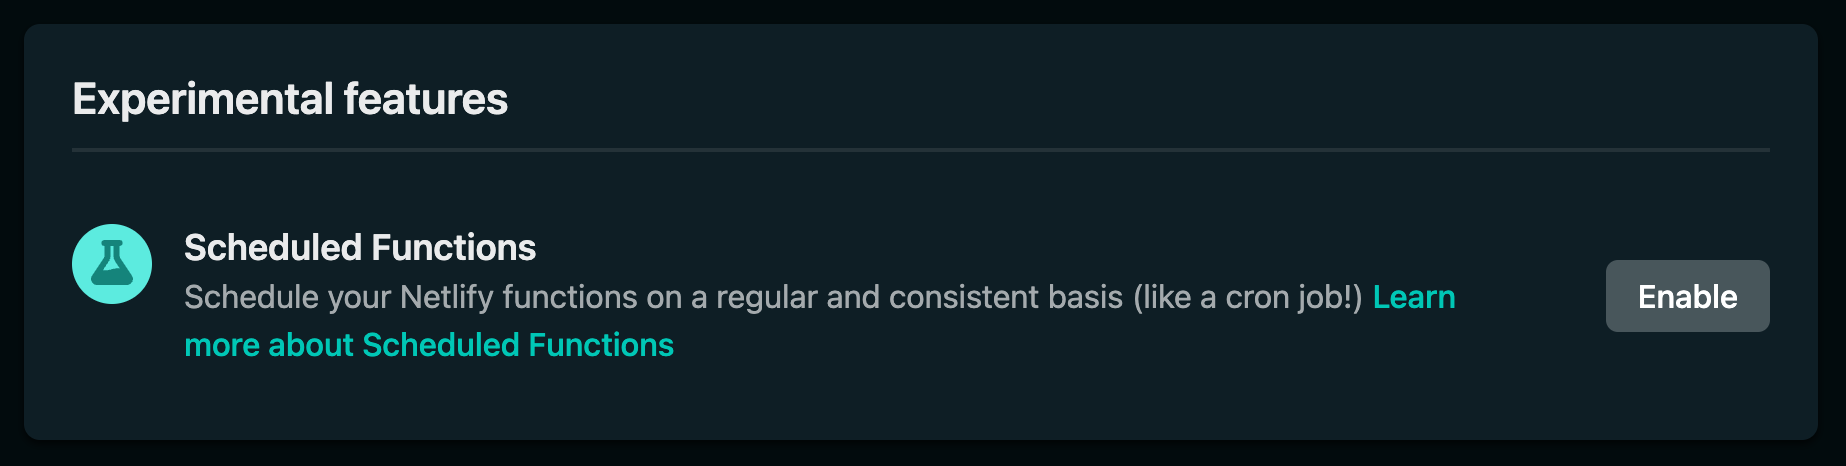 Experimental features
Scheduled Functions
Schedule your Netlify functions on a regular and consistent basis (like a cron job!) Learn
more about Scheduled Functions
Enable